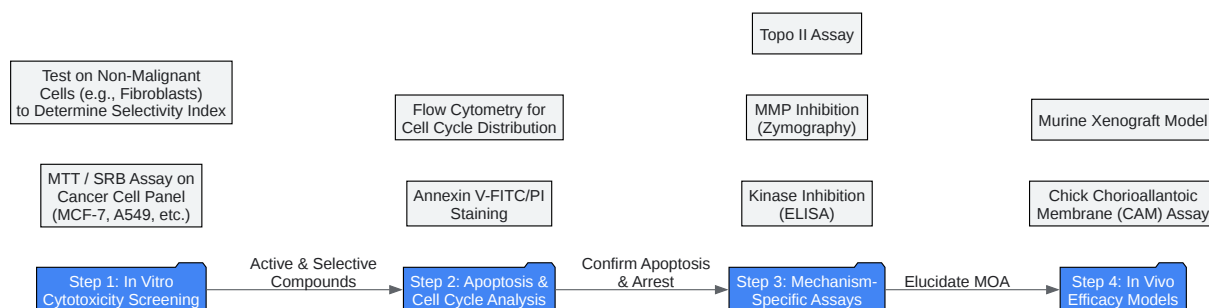 Test on Non-Malignant
Cells (e.g., Fibroblasts)
to Determine Selectivity Index
MTT / SRB Assay on
Cancer Cell Panel
(MCF-7, A549, etc.)
Step 1: In Vitro
Cytotoxicity Screening
Active & Selective
Compounds
Flow Cytometry for
Cell Cycle Distribution
Annexin V-FITC/PI
Staining
Step 2: Apoptosis &
Cell Cycle Analysis
Confirm Apoptosis
& Arrest
Topo II Assay
MMP Inhibition
(Zymography)
Kinase Inhibition
(ELISA)
Step 3: Mechanism-
Specific Assays
Elucidate MOA
Murine Xenograft Model
Chick Chorioallantoic
Membrane (CAM) Assay
Step 4: In Vivo
Efficacy Models